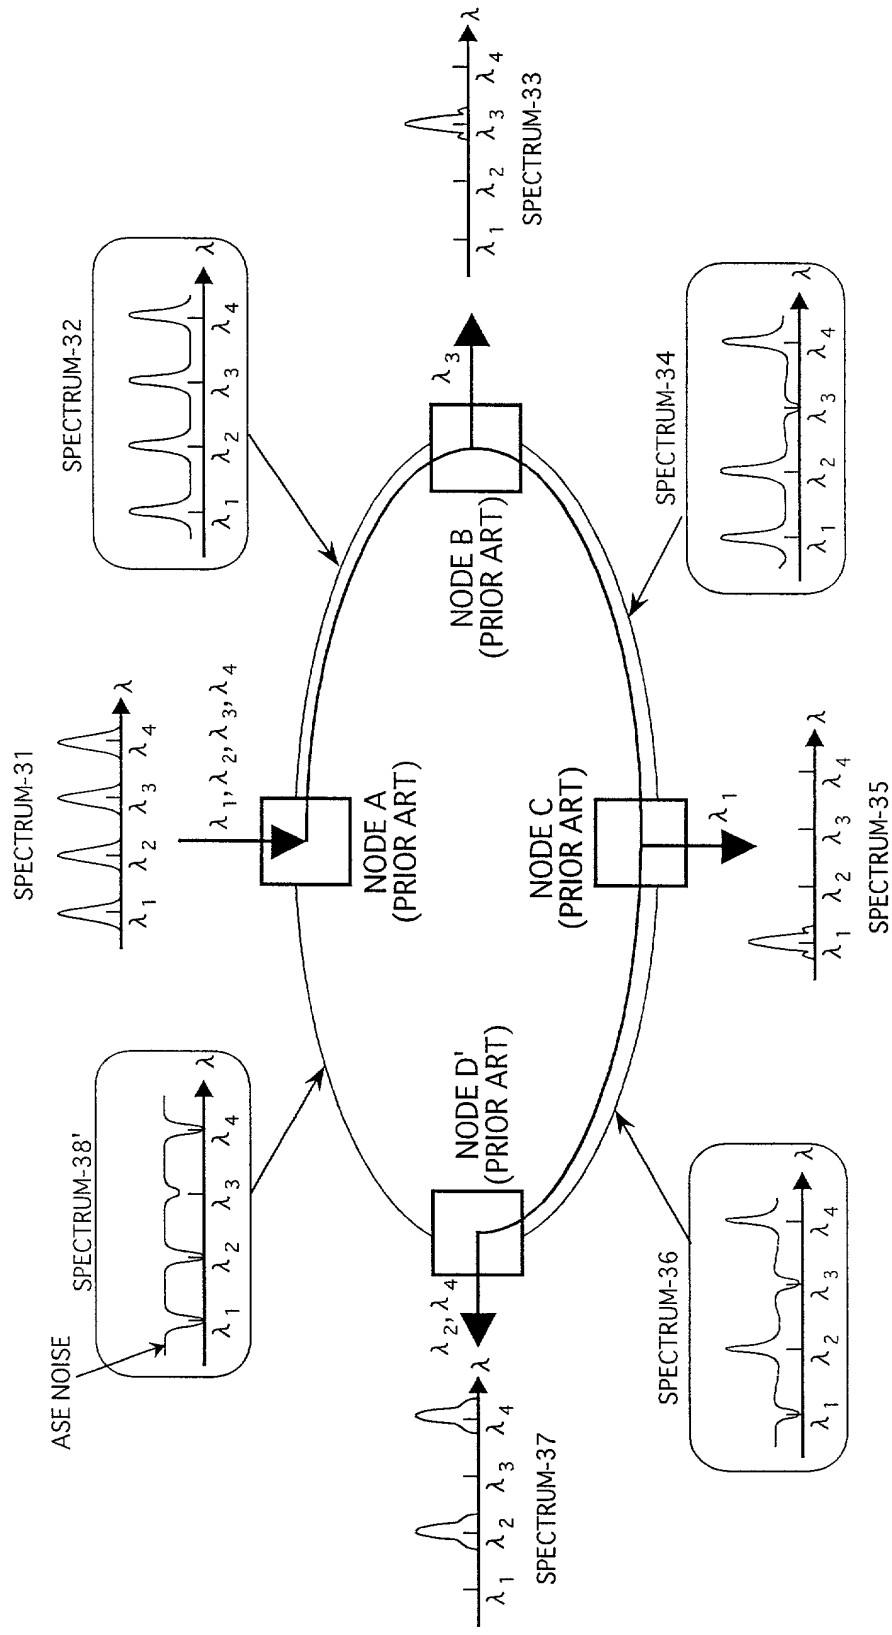 SPECTRUM-31
λ
λ1 λ2 λ3 λ4
λ1, λ2, λ3, λ4
NODE A
(PRIOR ART)
SPECTRUM-32
λ
λ1 λ2 λ3 λ4
λ3
NODE B
(PRIOR ART)
SPECTRUM-33
λ
λ1 λ2 λ3 λ4
SPECTRUM-34
λ
λ1 λ2 λ3 λ4
NODE C
(PRIOR ART)
λ1
λ
λ1 λ2 λ3 λ4
SPECTRUM-35
SPECTRUM-36
λ
λ1 λ2 λ3 λ4
NODE D'
(PRIOR ART)
λ2, λ4
λ
λ1 λ2 λ3 λ4
SPECTRUM-37
ASE NOISE
SPECTRUM-38'
λ
λ1 λ2 λ3 λ4